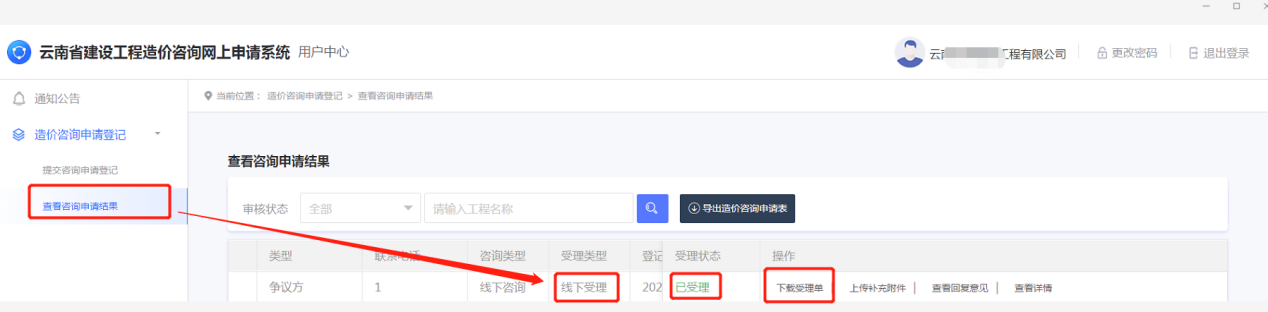 云南省建设工程造价咨询网上申请系统 用户中心
云 工程有限公司 更改密码 退出登录
通知公告
当前位置： 造价咨询申请登记 > 查看咨询申请结果
造价咨询申请登记
提交咨询申请登记
查看咨询申请结果
查看咨询申请结果
审核状态 全部 请输入工程名称 导出造价咨询申请表
类型 联系电话 咨询类型 受理类型 登记 受理状态 操作
争议方 1 线下咨询 线下受理 202 已受理 下载受理单 上传补充附件 | 查看回复意见 | 查看详情